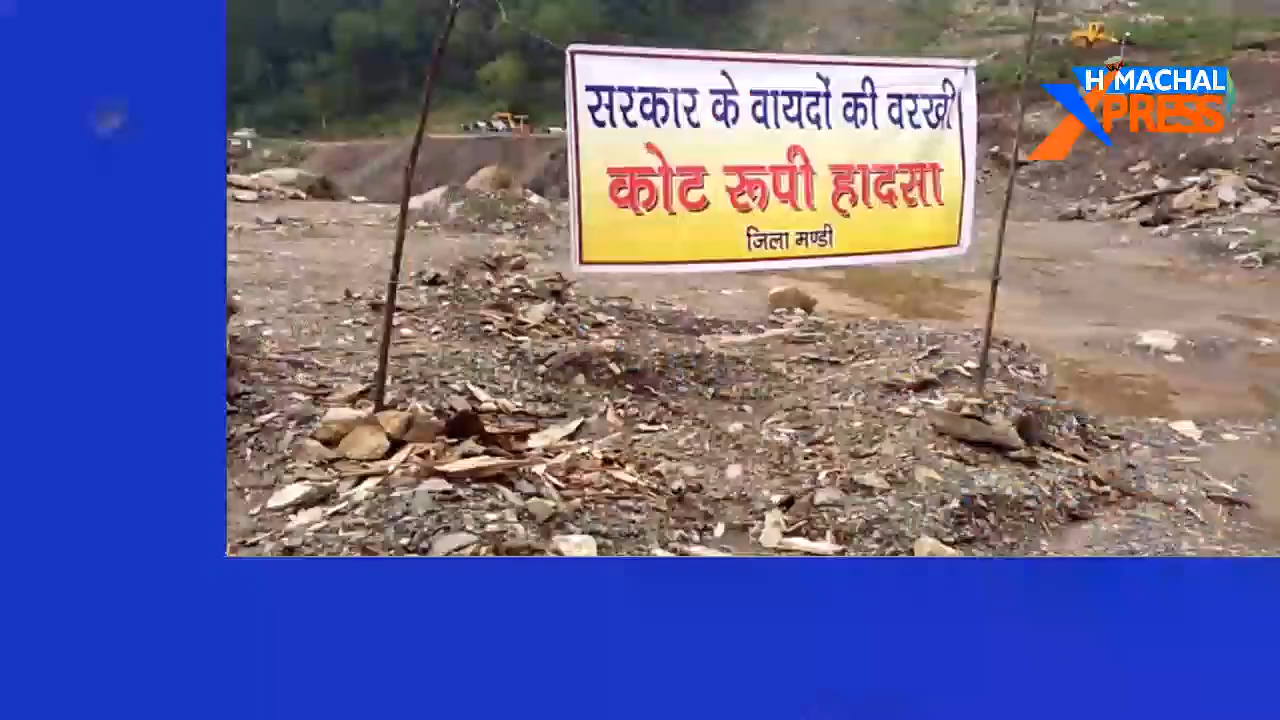 सरकार के वायदों की वरखी
कोट रूपी हादसा
जिला मण्डी
HIMACHAL
XPRESS